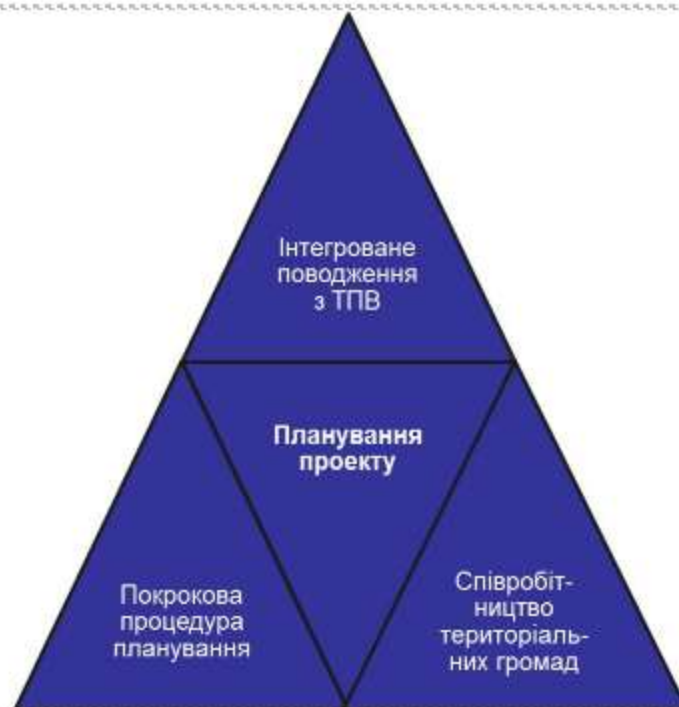 Інтегроване
поводження
з ТПВ
Планування
проекту
Покрокова
процедура
планування
Співробіт-
ництво
територіаль-
них громад